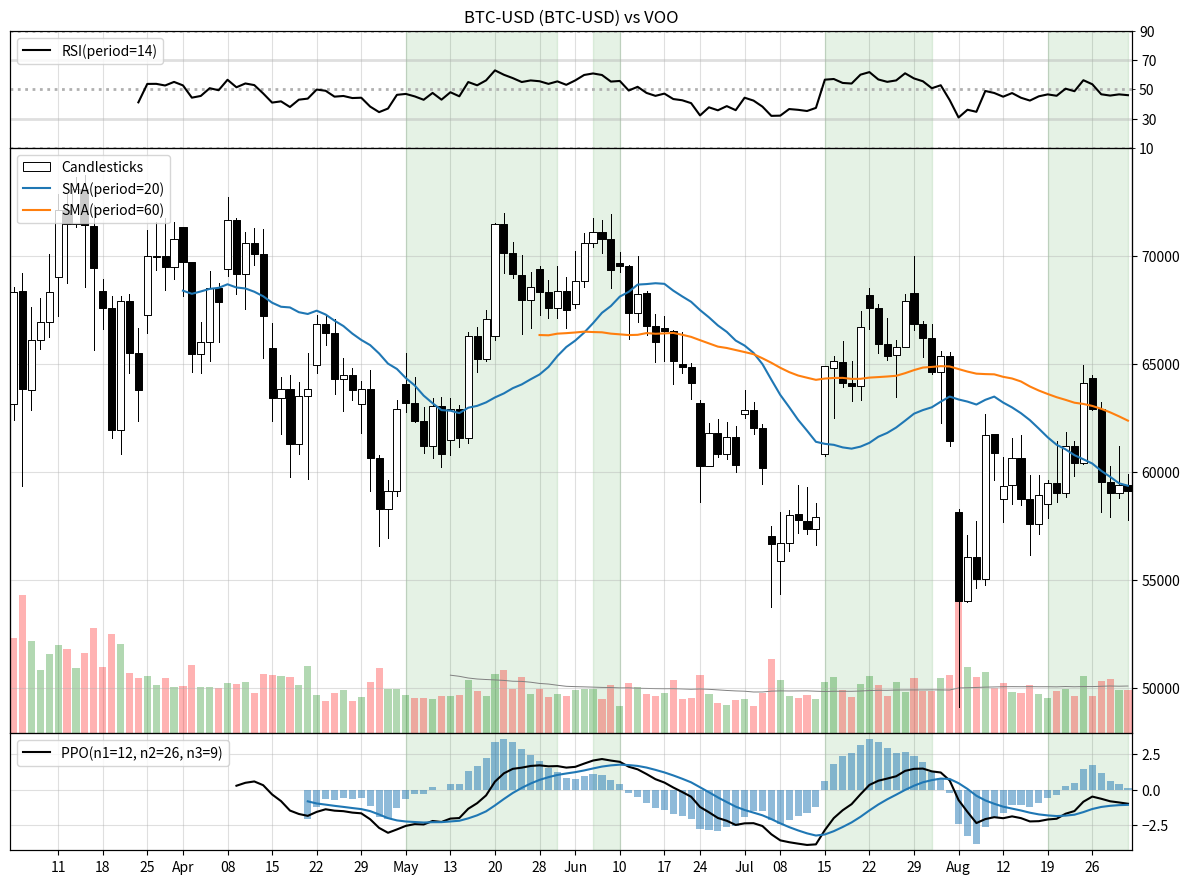 BTC-USD (BTC-USD) vs VOO
RSI(period=14)
90
70
50
30
10
Candlesticks
SMA(period=20)
SMA(period=60)
70000
65000
60000
55000
50000
PPO(n1=12, n2=26, n3=9)
2.5
0.0
−2.5
11 18 25 Apr 08 15 22 29 May 13 20 28 Jun 10 17 24 Jul 08 15 22 29 Aug 12 19 26